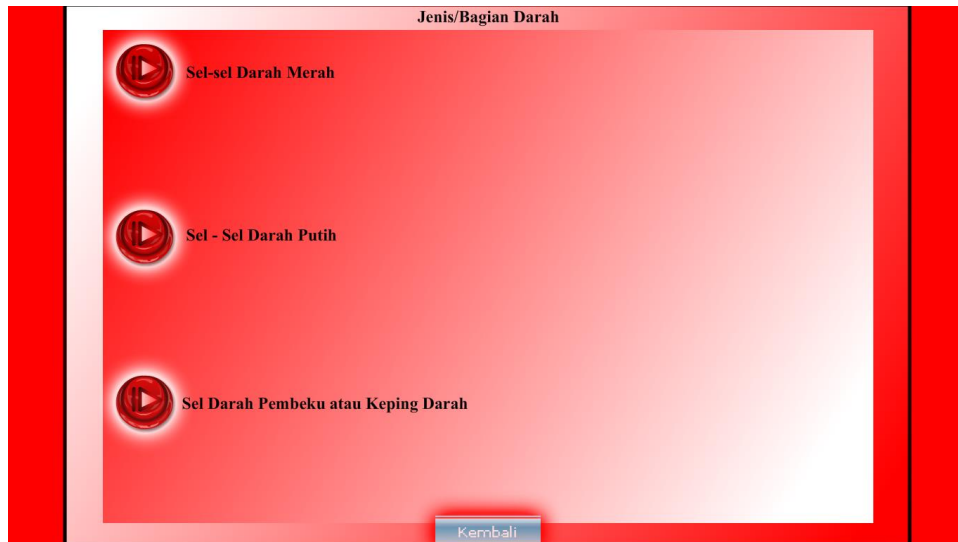 Jenis/Bagian Darah
Sel-sel Darah Merah
Sel - Sel Darah Putih
Sel Darah Pembeku atau Keping Darah
Kembali